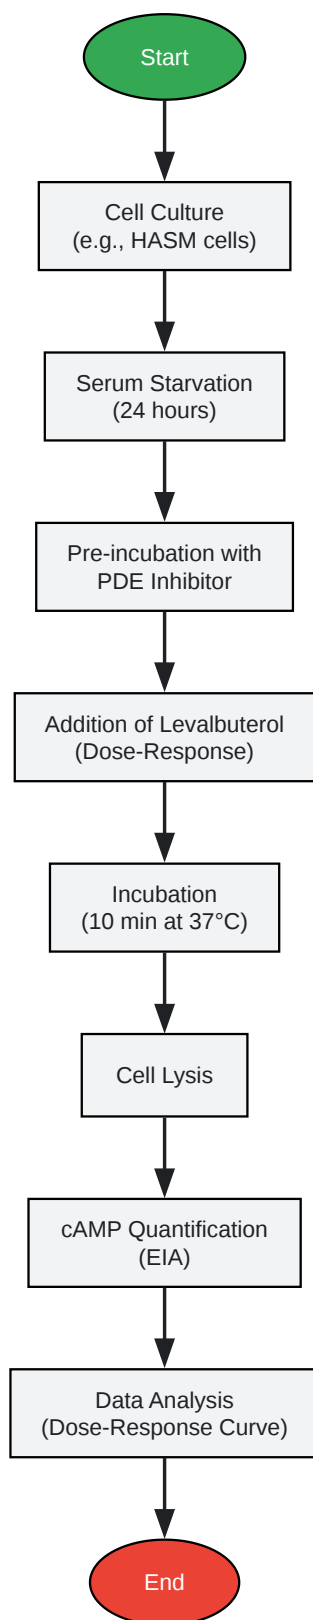 Start
Cell Culture
(e.g., HASM cells)
Serum Starvation
(24 hours)
Pre-incubation with
PDE Inhibitor
Addition of Levalbuterol
(Dose-Response)
Incubation
(10 min at 37°C)
Cell Lysis
cAMP Quantification
(EIA)
Data Analysis
(Dose-Response Curve)
End